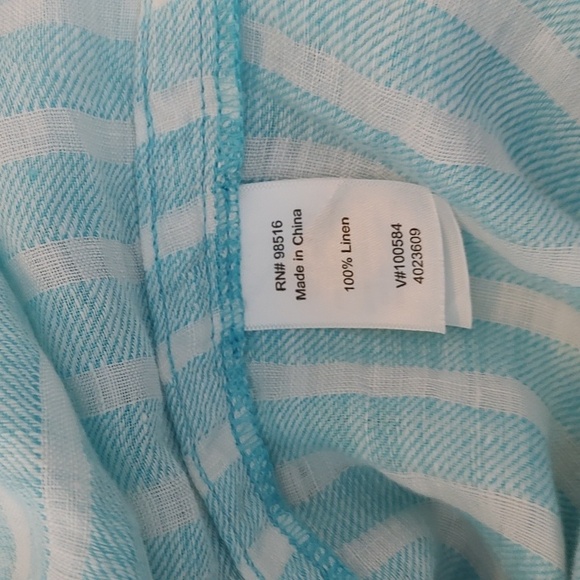 RN# 98516
Made in China
100% Linen
V#100584
4023609